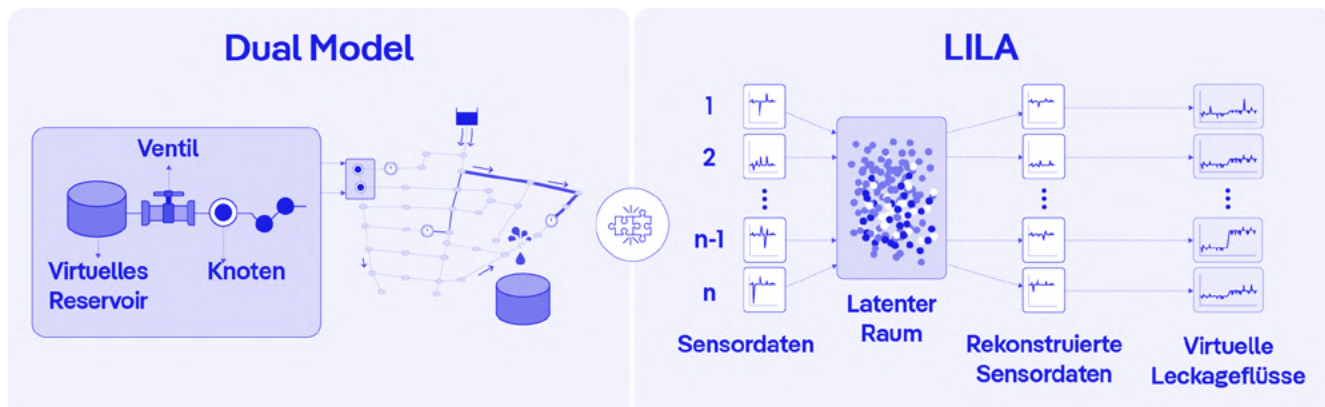 Dual Model
Ventil
Virtuelles
Reservoir
Knoten
LILA
1
2
n-1
n
Sensordaten
Latenter
Raum
Rekonstruierte
Sensordaten
Virtuelle
Leckageflüsse